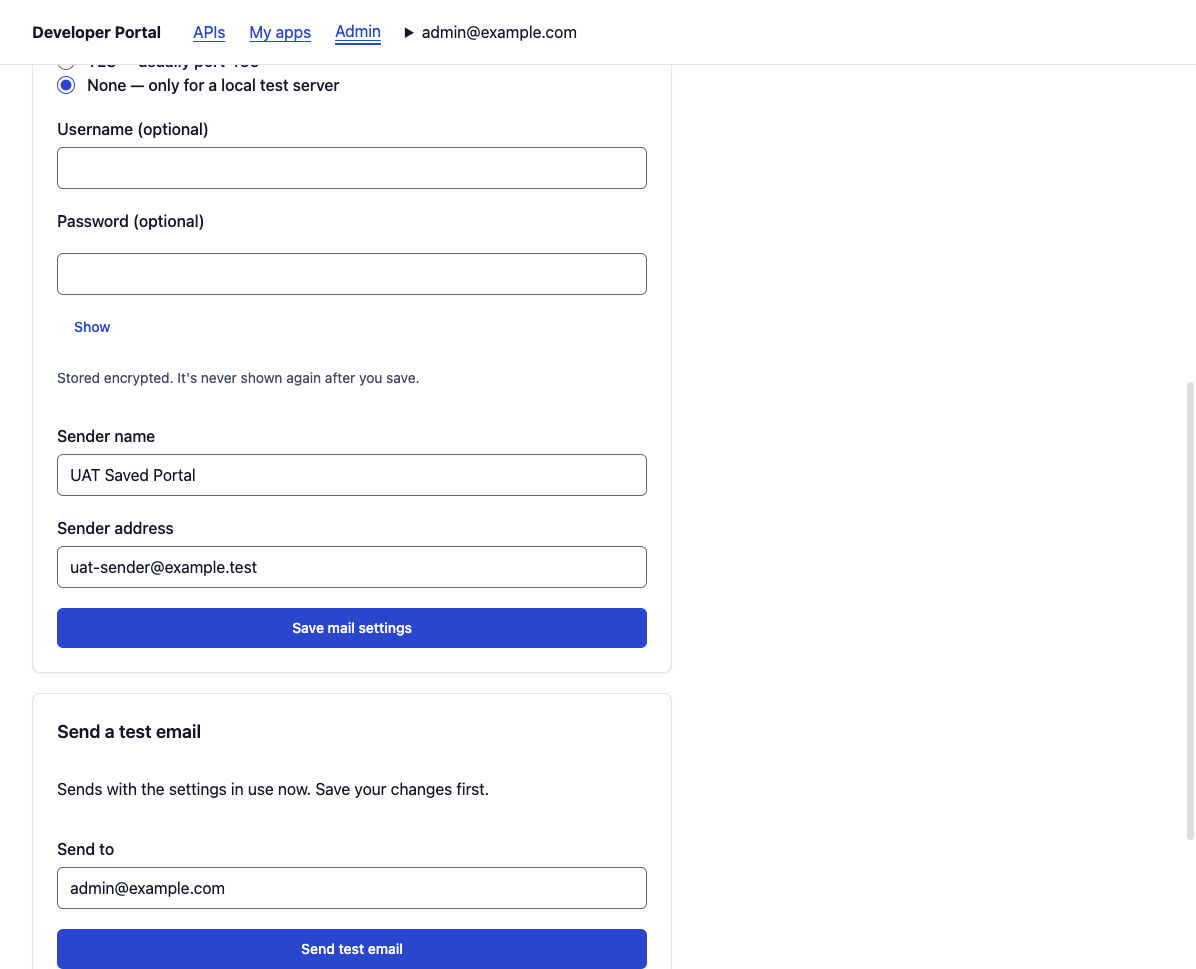 Developer Portal APIs My apps Admin ▶ admin@example.com
None — only for a local test server
Username (optional)
Password (optional)
Show
Stored encrypted. It's never shown again after you save.
Sender name
UAT Saved Portal
Sender address
uat-sender@example.test
Save mail settings
Send a test email
Sends with the settings in use now. Save your changes first.
Send to
admin@example.com
Send test email